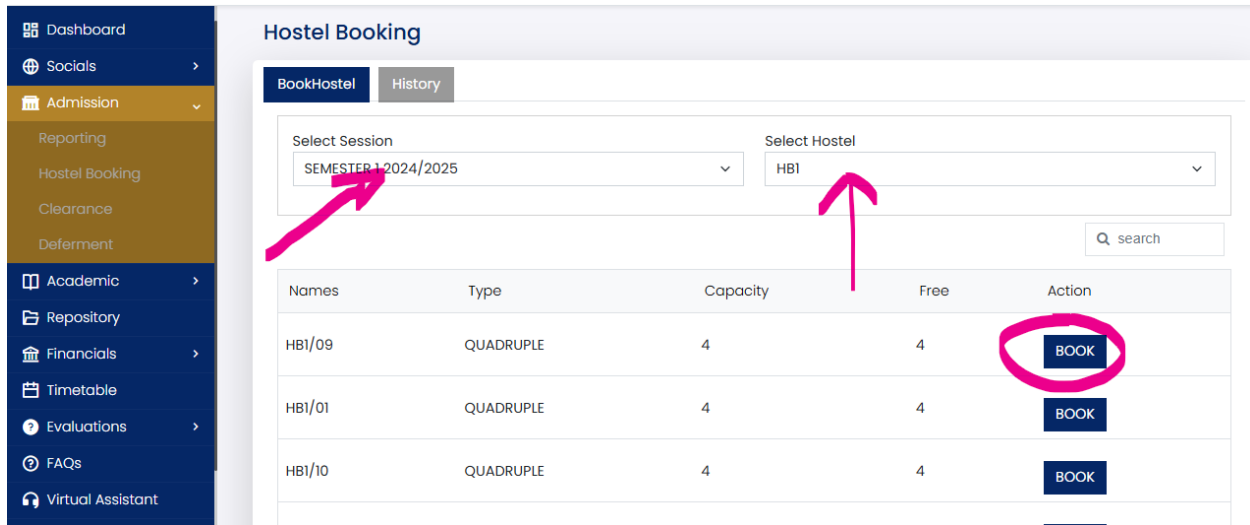 Dashboard
Socials
Admission
Reporting
Hostel Booking
Clearance
Deferment
Academic
Repository
Financials
Timetable
Evaluations
FAQs
Virtual Assistant
Hostel Booking
BookHostel History
Select Session Select Hostel
SEMESTER 1 2024/2025 HB1
search
Names Type Capacity Free Action
HB1/09 QUADRUPLE 4 4 BOOK
HB1/01 QUADRUPLE 4 4 BOOK
HB1/10 QUADRUPLE 4 4 BOOK